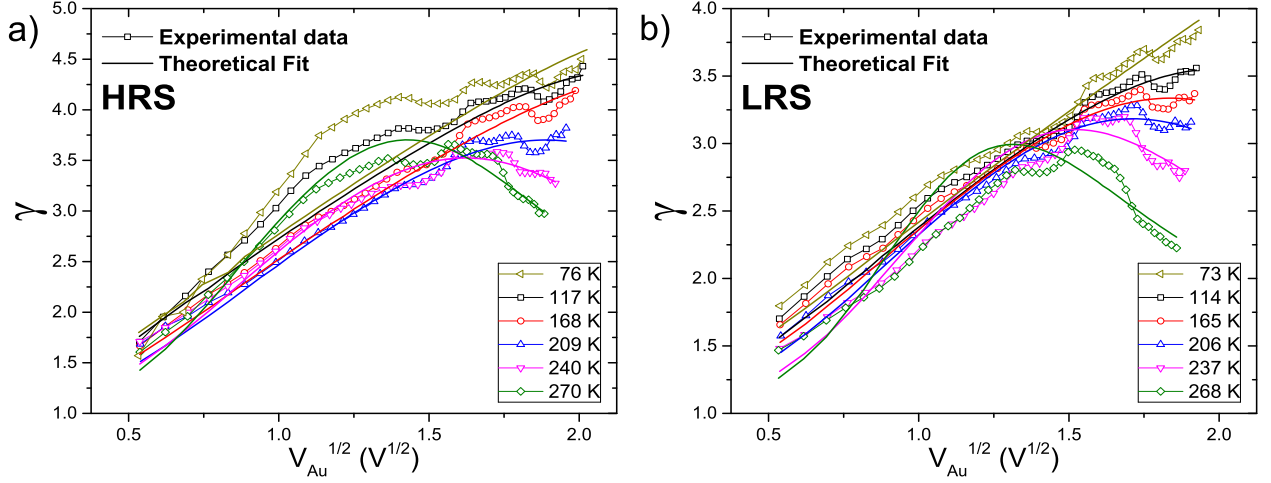 a)
Experimental data
Theoretical Fit
HRS
γ
5.0
4.5
4.0
3.5
3.0
2.5
2.0
1.5
1.0
0.5
1.0
1.5
2.0
V_Au^1/2 (V^1/2)
76 K
117 K
168 K
209 K
240 K
270 K
b)
Experimental data
Theoretical Fit
LRS
γ
4.0
3.5
3.0
2.5
2.0
1.5
1.0
0.5
1.0
1.5
2.0
V_Au^1/2 (V^1/2)
73 K
114 K
165 K
206 K
237 K
268 K